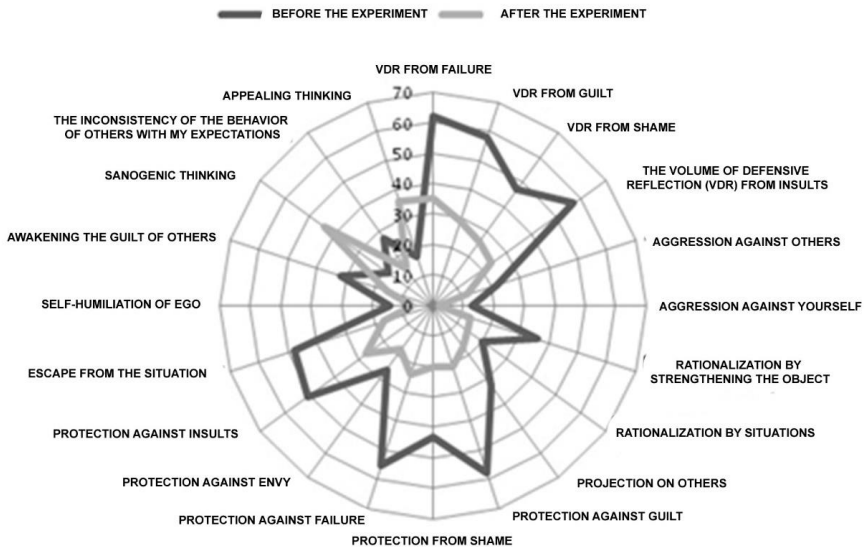 BEFORE THE EXPERIMENT
AFTER THE EXPERIMENT
VDR FROM FAILURE
APPEALING THINKING
VDR FROM GUILT
THE INCONSISTENCY OF THE BEHAVIOR
OF OTHERS WITH MY EXPECTATIONS
VDR FROM SHAME
SANOGENIC THINKING
THE VOLUME OF DEFENSIVE
REFLECTION (VDR) FROM INSULTS
AWAKENING THE GUILT OF OTHERS
AGGRESSION AGAINST OTHERS
SELF-HUMILIATION OF EGO
AGGRESSION AGAINST YOURSELF
ESCAPE FROM THE SITUATION
RATIONALIZATION BY
STRENGTHENING THE OBJECT
PROTECTION AGAINST INSULTS
RATIONALIZATION BY SITUATIONS
PROTECTION AGAINST ENVY
PROJECTION ON OTHERS
PROTECTION AGAINST FAILURE
PROTECTION AGAINST GUILT
PROTECTION FROM SHAME
70
60
50
40
30
20
10
0